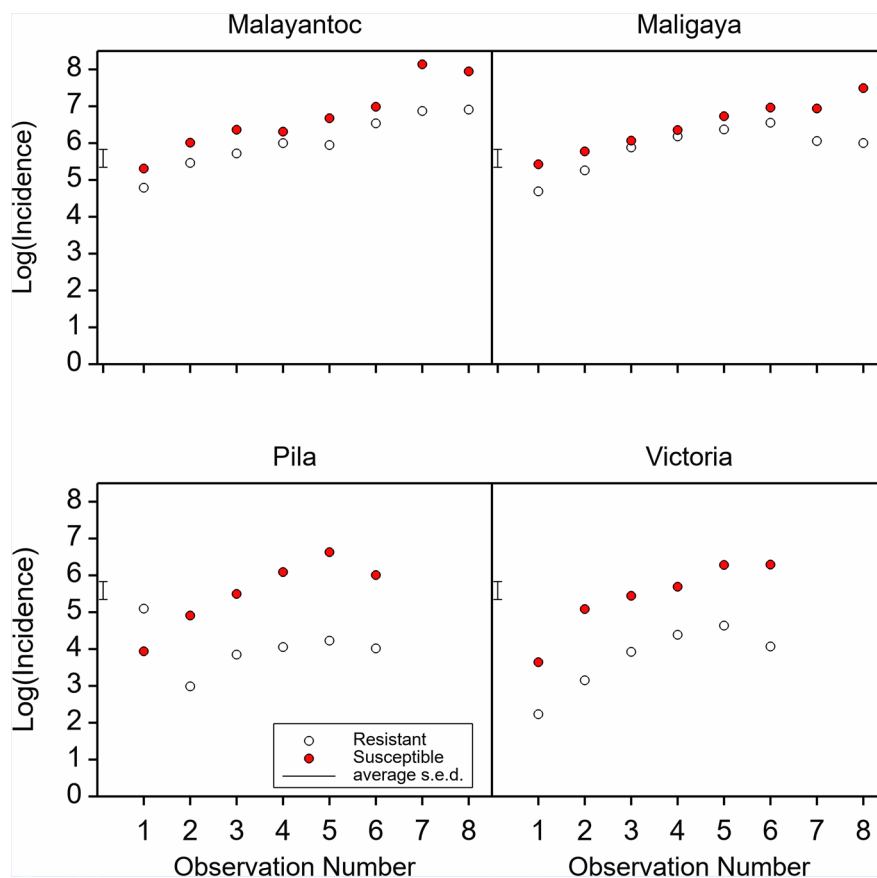 Malayantoc
Maligaya
Log(Incidence)
8
7
6
5
4
3
2
1
0
Pila
Victoria
Log(Incidence)
8
7
6
5
4
3
2
1
0
Resistant
Susceptible
average s.e.d.
1 2 3 4 5 6 7 8
1 2 3 4 5 6 7 8
Observation Number
Observation Number